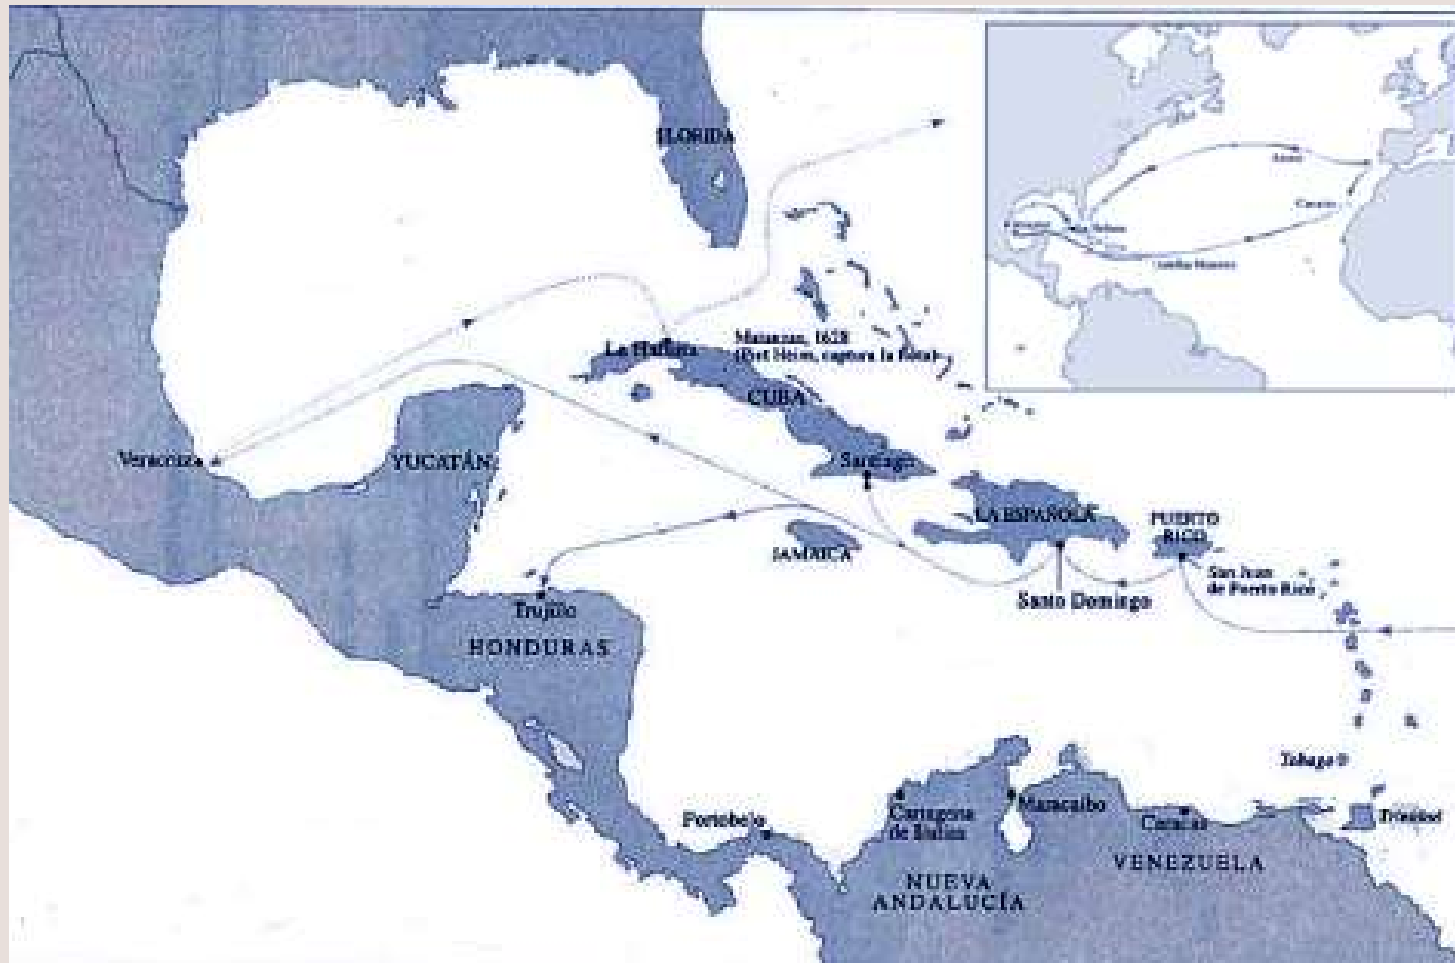 FLORIDA
La Habana
Matanzas, 1628
(Piet Heim, captura la flota)
CUBA
Veracruz
YUCATÁN
Santiago
LA ESPAÑOLA
PUERTO
RICO
JAMAICA
San Juan
de Puerto Rico
Santo Domingo
Trujillo
HONDURAS
Tobago
Portobelo
Cartagena
de Indias
Maracaibo
Caracas
Trinidad
VENEZUELA
NUEVA
ANDALUCÍA